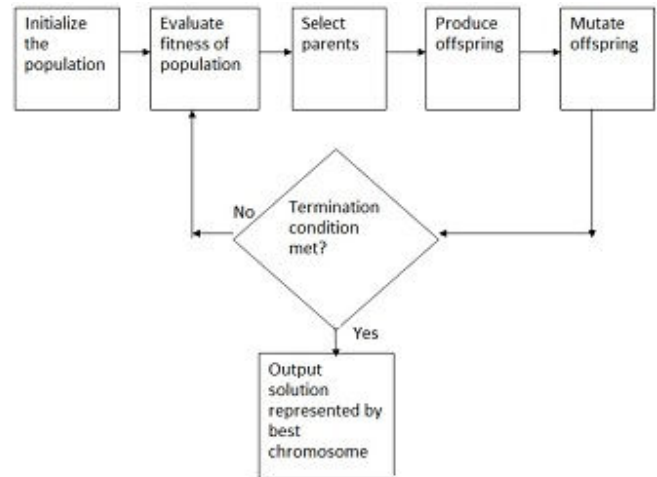 Initialize
the
population
Evaluate
fitness of
population
Select
parents
Produce
offspring
Mutate
offspring
No
Termination
condition
met?
Yes
Output
solution
represented by
best
chromosome